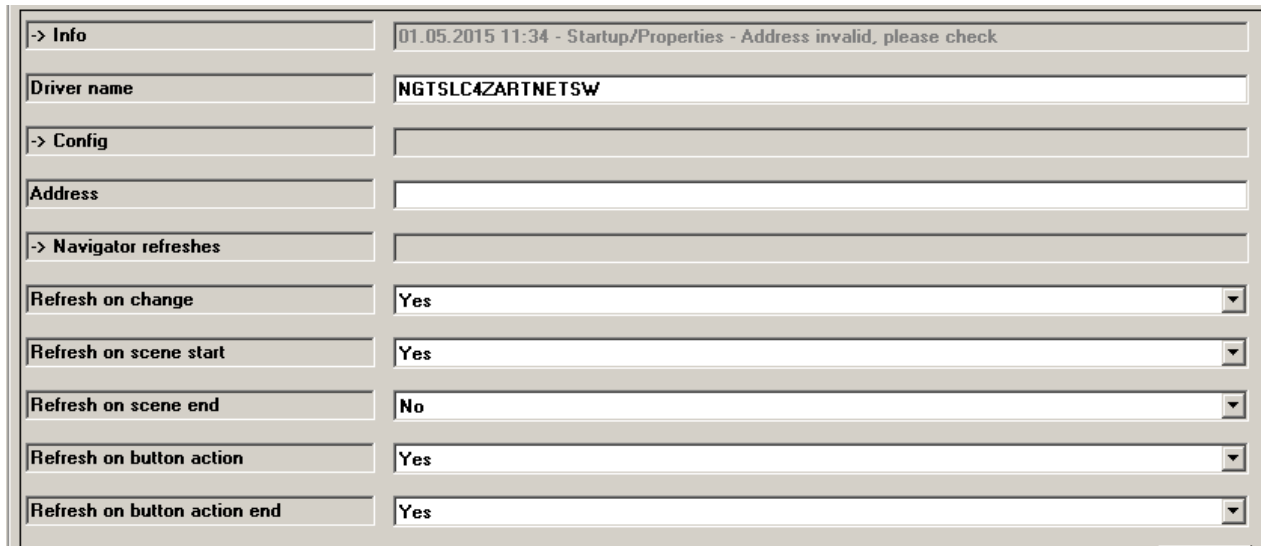 -> Info
01.05.2015 11:34 - Startup/Properties - Address invalid, please check
Driver name
NGTSLC4ZARTNETSW
-> Config
Address
-> Navigator refreshes
Refresh on change
Yes
Refresh on scene start
Yes
Refresh on scene end
No
Refresh on button action
Yes
Refresh on button action end
Yes